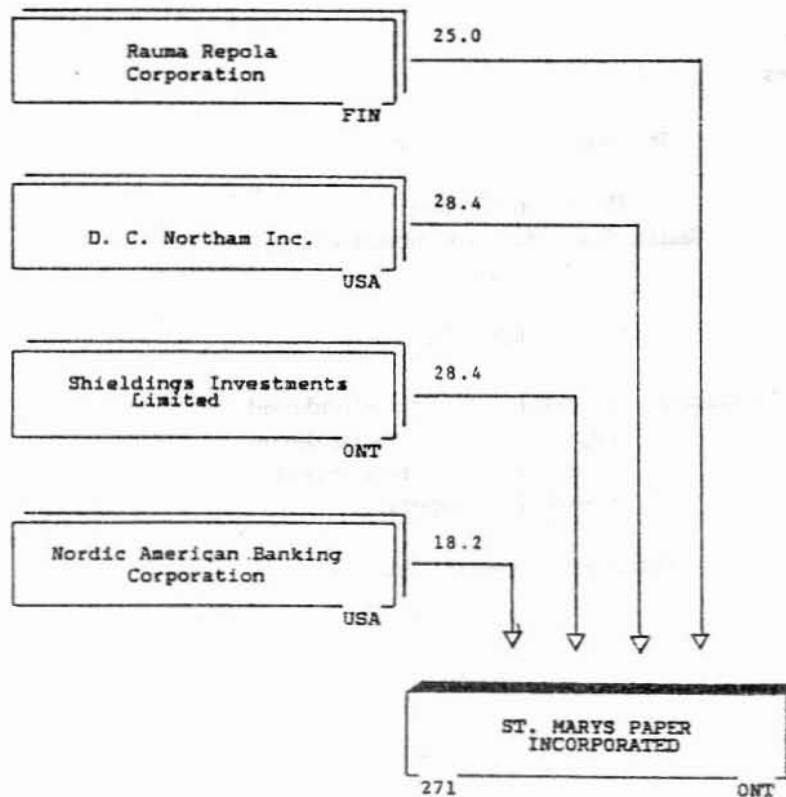 Rauma Repola
Corporation
25.0
FIN
D. C. Northam Inc.
28.4
USA
Shieldings Investments
Limited
28.4
ONT
Nordic American Banking
Corporation
18.2
USA
ST. MARYS PAPER
INCORPORATED
271
ONT